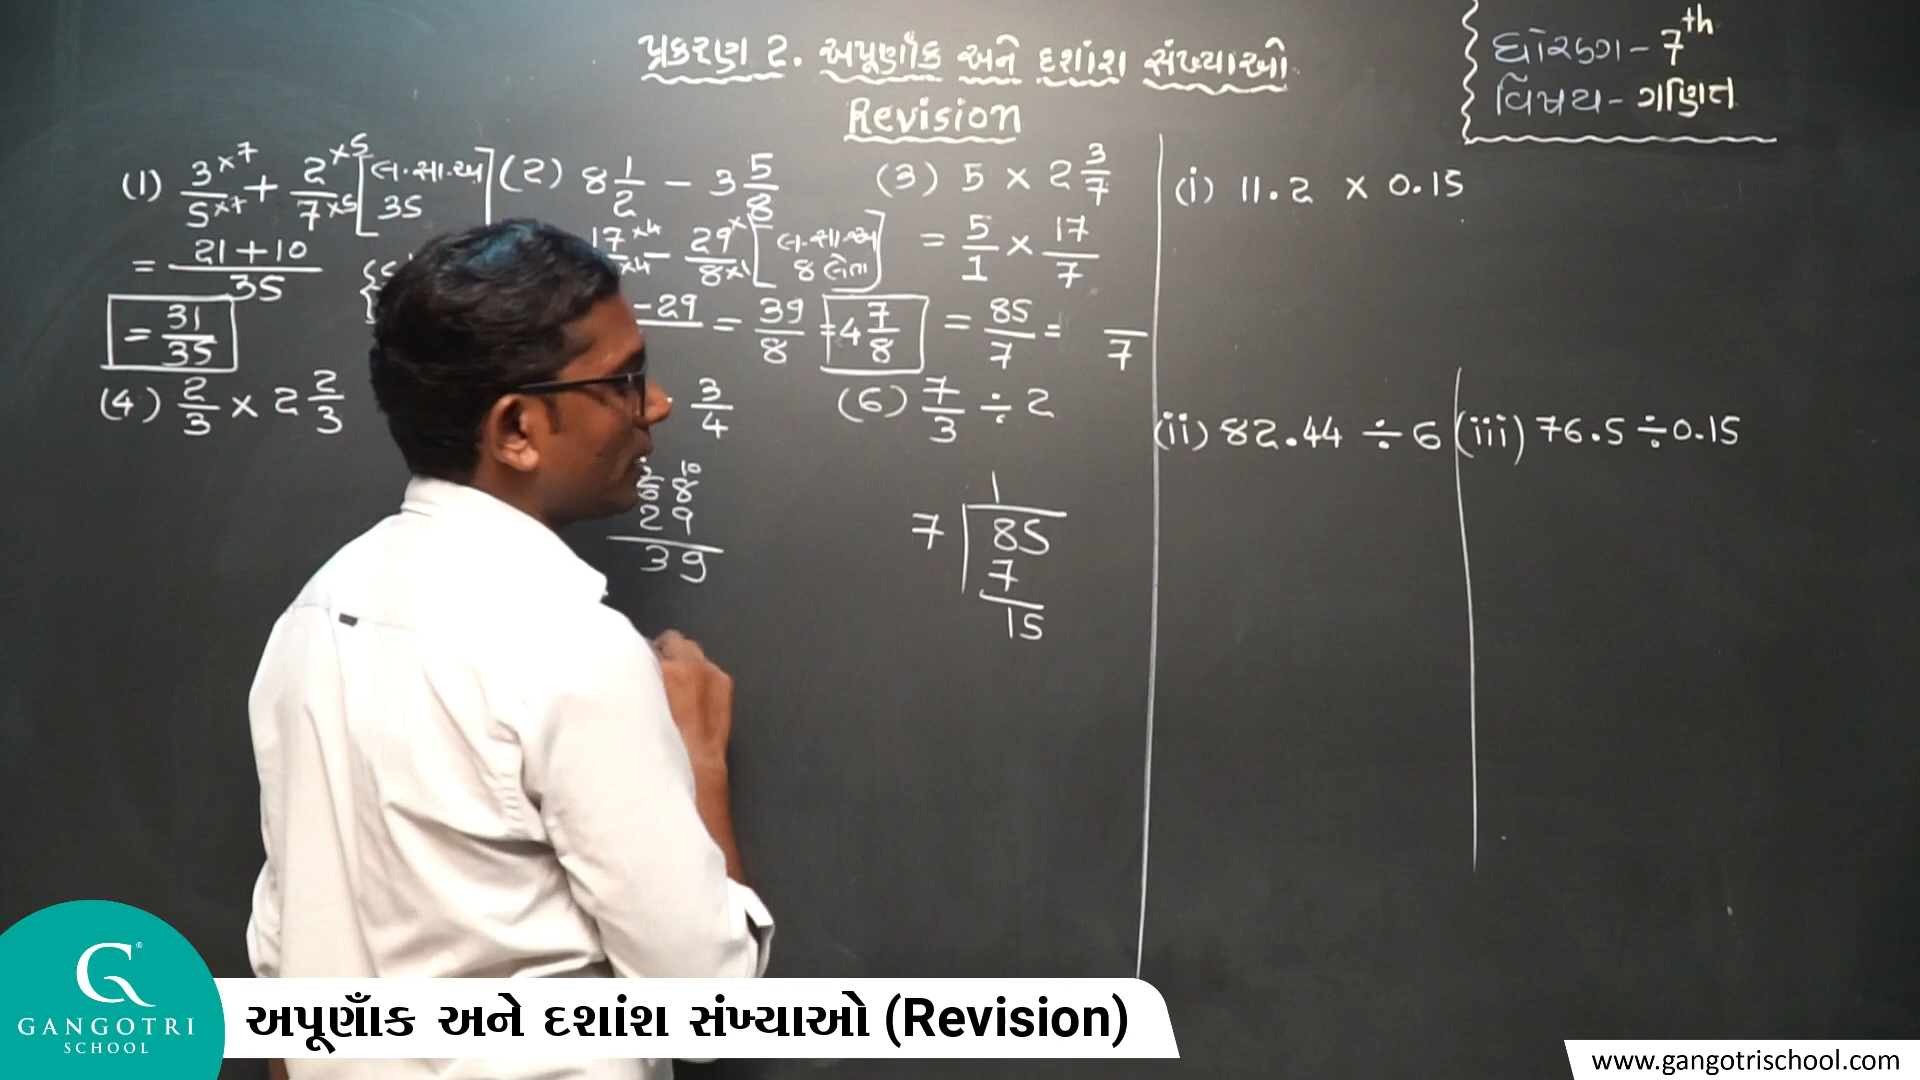 પ્રકરણ 2. અપૂર્ણાંક અને દશાંશ સંખ્યાઓ
Revision
ધોરણ - 7th
વિષય - ગણિત
(1) 3×7/5×7 + 2×5/7×5 [લ.સા.અ 35]
= 21+10/35
= 31/35
(2) 8 1/2 - 3 5/8
17×4/×4 - 29×/8×1 [લ.સા.અ 8 લેતા]
-29 = 39/8 = 4 7/8
(3) 5 × 2 3/7
= 5/1 × 17/7
= 85/7 = /7
(4) 2/3 × 2 2/3
3/4
(6) 7/3 ÷ 2
10
8
29
39
1
7 85
7
15
(i) 11.2 × 0.15
(ii) 82.44 ÷ 6
(iii) 76.5 ÷ 0.15
GANGOTRI
SCHOOL
અપૂર્ણાંક અને દશાંશ સંખ્યાઓ (Revision)
www.gangotrischool.com